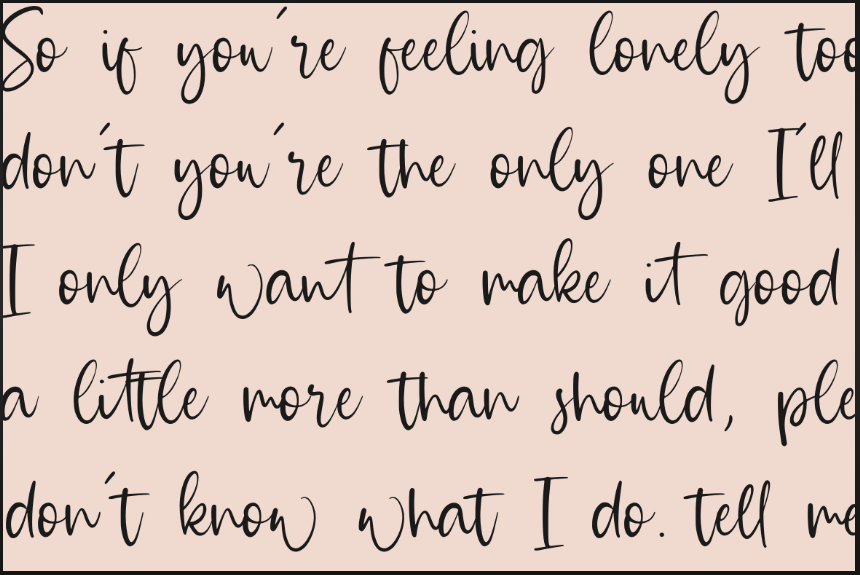 So if you're feeling lonely too
don't you're the only one I'll
I only want to make it good
a little more than should, ple
don't know what I do. tell me